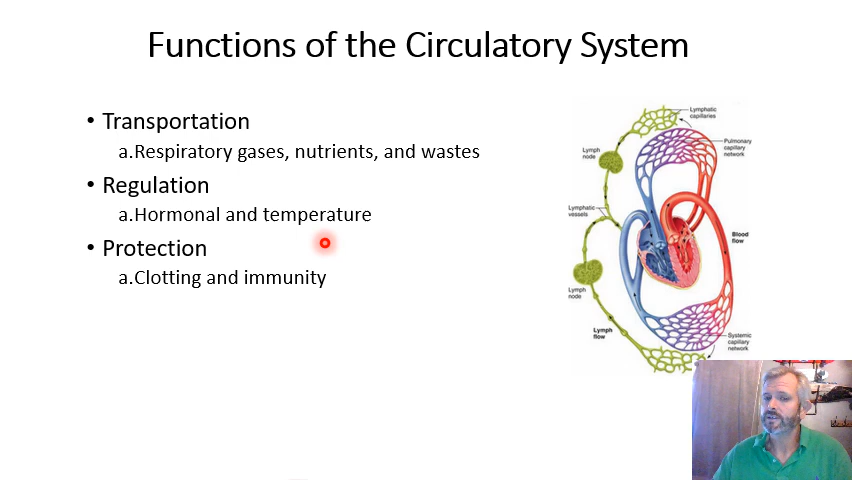 Functions of the Circulatory System
• Transportation
a.Respiratory gases, nutrients, and wastes
• Regulation
a.Hormonal and temperature
• Protection
a.Clotting and immunity
Lymphatic
capillaries
Pulmonary
capillary
network
Lymph
node
Lymphatic
vessels
Blood
flow
Lymph
node
Lymph
flow
Systemic
capillary
network